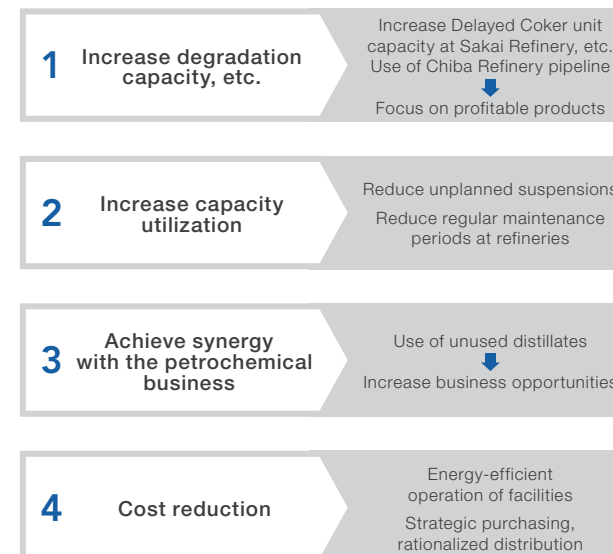 1
Increase degradation
capacity, etc.
Increase Delayed Coker unit
capacity at Sakai Refinery, etc.
Use of Chiba Refinery pipeline
Focus on profitable products
2
Increase capacity
utilization
Reduce unplanned suspensions
Reduce regular maintenance
periods at refineries
3
Achieve synergy
with the petrochemical
business
Use of unused distillates
Increase business opportunities
4
Cost reduction
Energy-efficient
operation of facilities
Strategic purchasing,
rationalized distribution